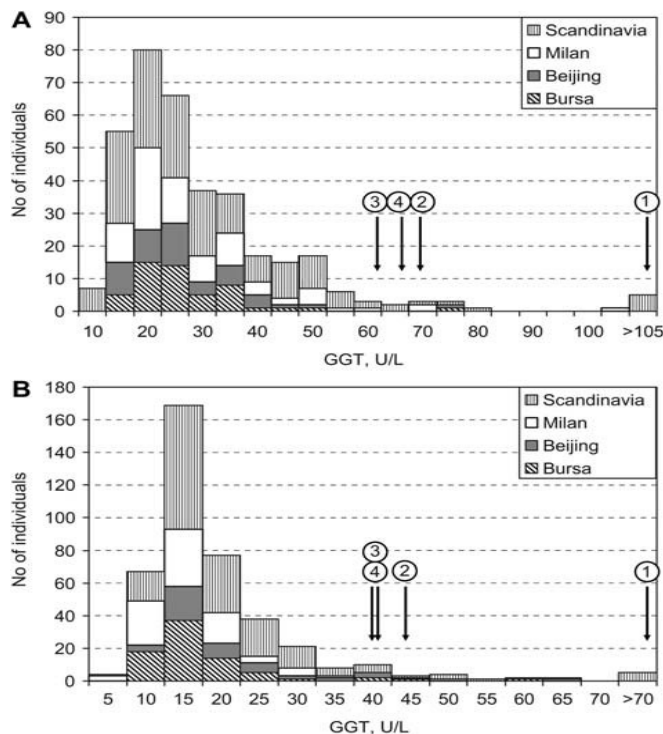 A
90
80
70
60
50
40
30
20
10
0
No of individuals
Scandinavia
Milan
Beijing
Bursa
3 4 2 1
10 20 30 40 50 60 70 80 90 100 >105
GGT, U/L
B
180
160
140
120
100
80
60
40
20
0
No of individuals
Scandinavia
Milan
Beijing
Bursa
3
4 2 1
5 10 15 20 25 30 35 40 45 50 55 60 65 70 >70
GGT, U/L